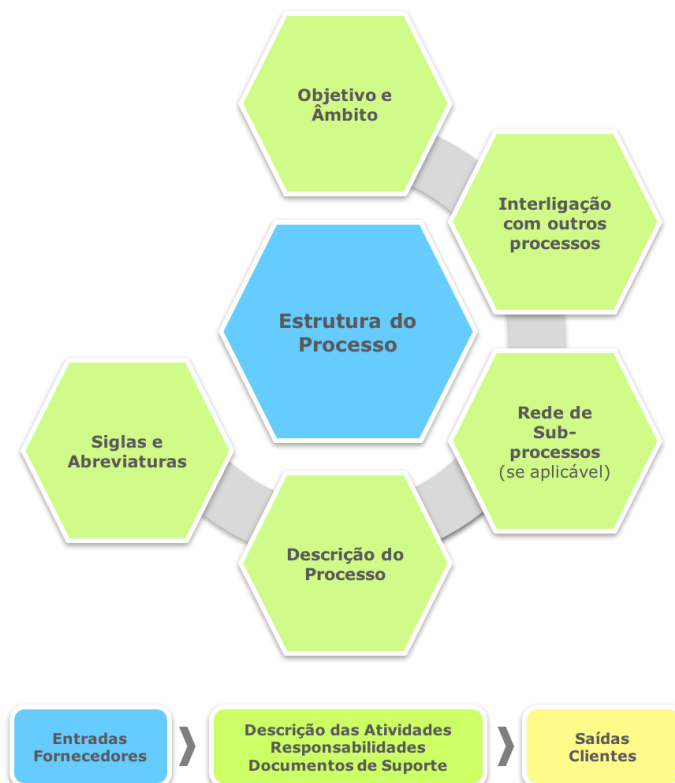 Objetivo e
Âmbito
Interligação
com outros
processos
Estrutura do
Processo
Rede de
Sub-
processos
(se aplicável)
Siglas e
Abreviaturas
Descrição do
Processo
Entradas
Fornecedores
Descrição das Atividades
Responsabilidades
Documentos de Suporte
Saídas
Clientes